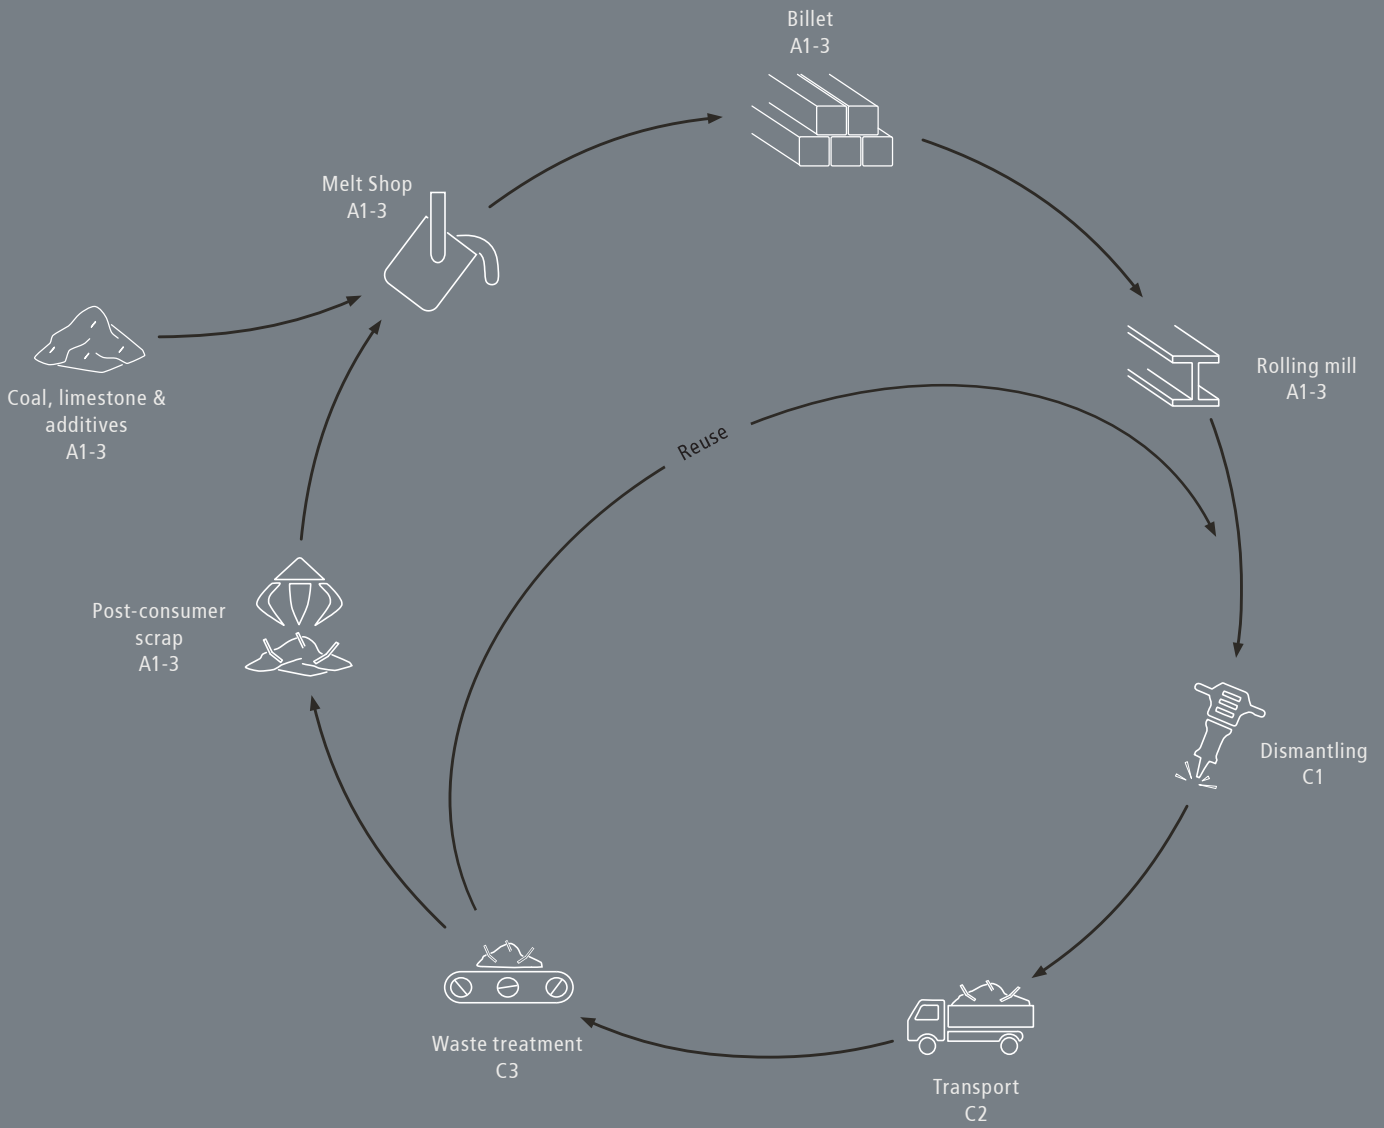 Billet
A1-3
Melt Shop
A1-3
Rolling mill
A1-3
Coal, limestone &
additives
A1-3
Reuse
Post-consumer
scrap
A1-3
Dismantling
C1
Waste treatment
C3
Transport
C2